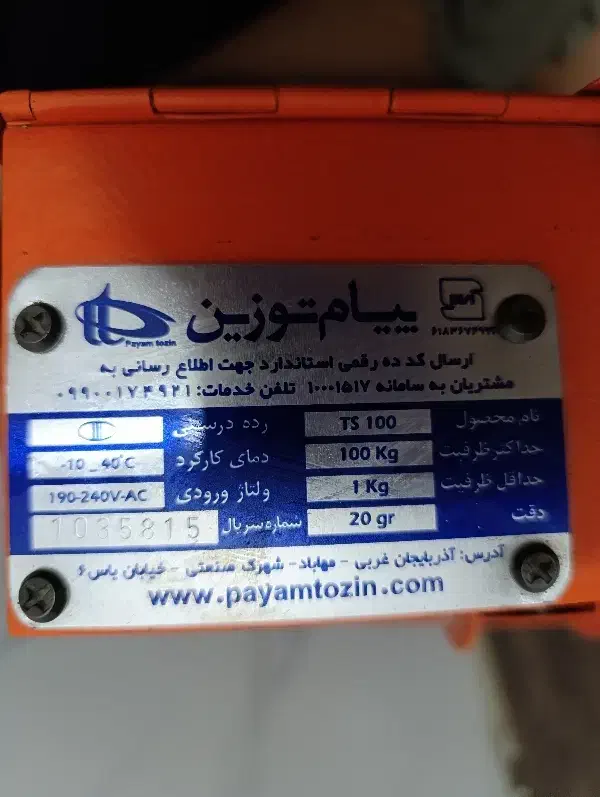 پیام توزین
Payam tozin
ارسال کد ده رقمی استاندارد جهت اطلاع رسانی به
مشتریان به سامانه ۱۰۰۰۱۵۱۷ تلفن خدمات: ۰۹۹۰۰۱۷۴۹۲۱
نام محصول TS 100 رده درستی III
حداکثر ظرفیت 100 Kg دمای کارکرد -10 _ 40°C
حداقل ظرفیت 1 Kg ولتاژ ورودی 190-240V-AC
دقت 20 gr شماره سریال 1035815
آدرس: آذربایجان غربی - مهاباد - شهرک صنعتی - خیابان یاس ۶
www.payamtozin.com